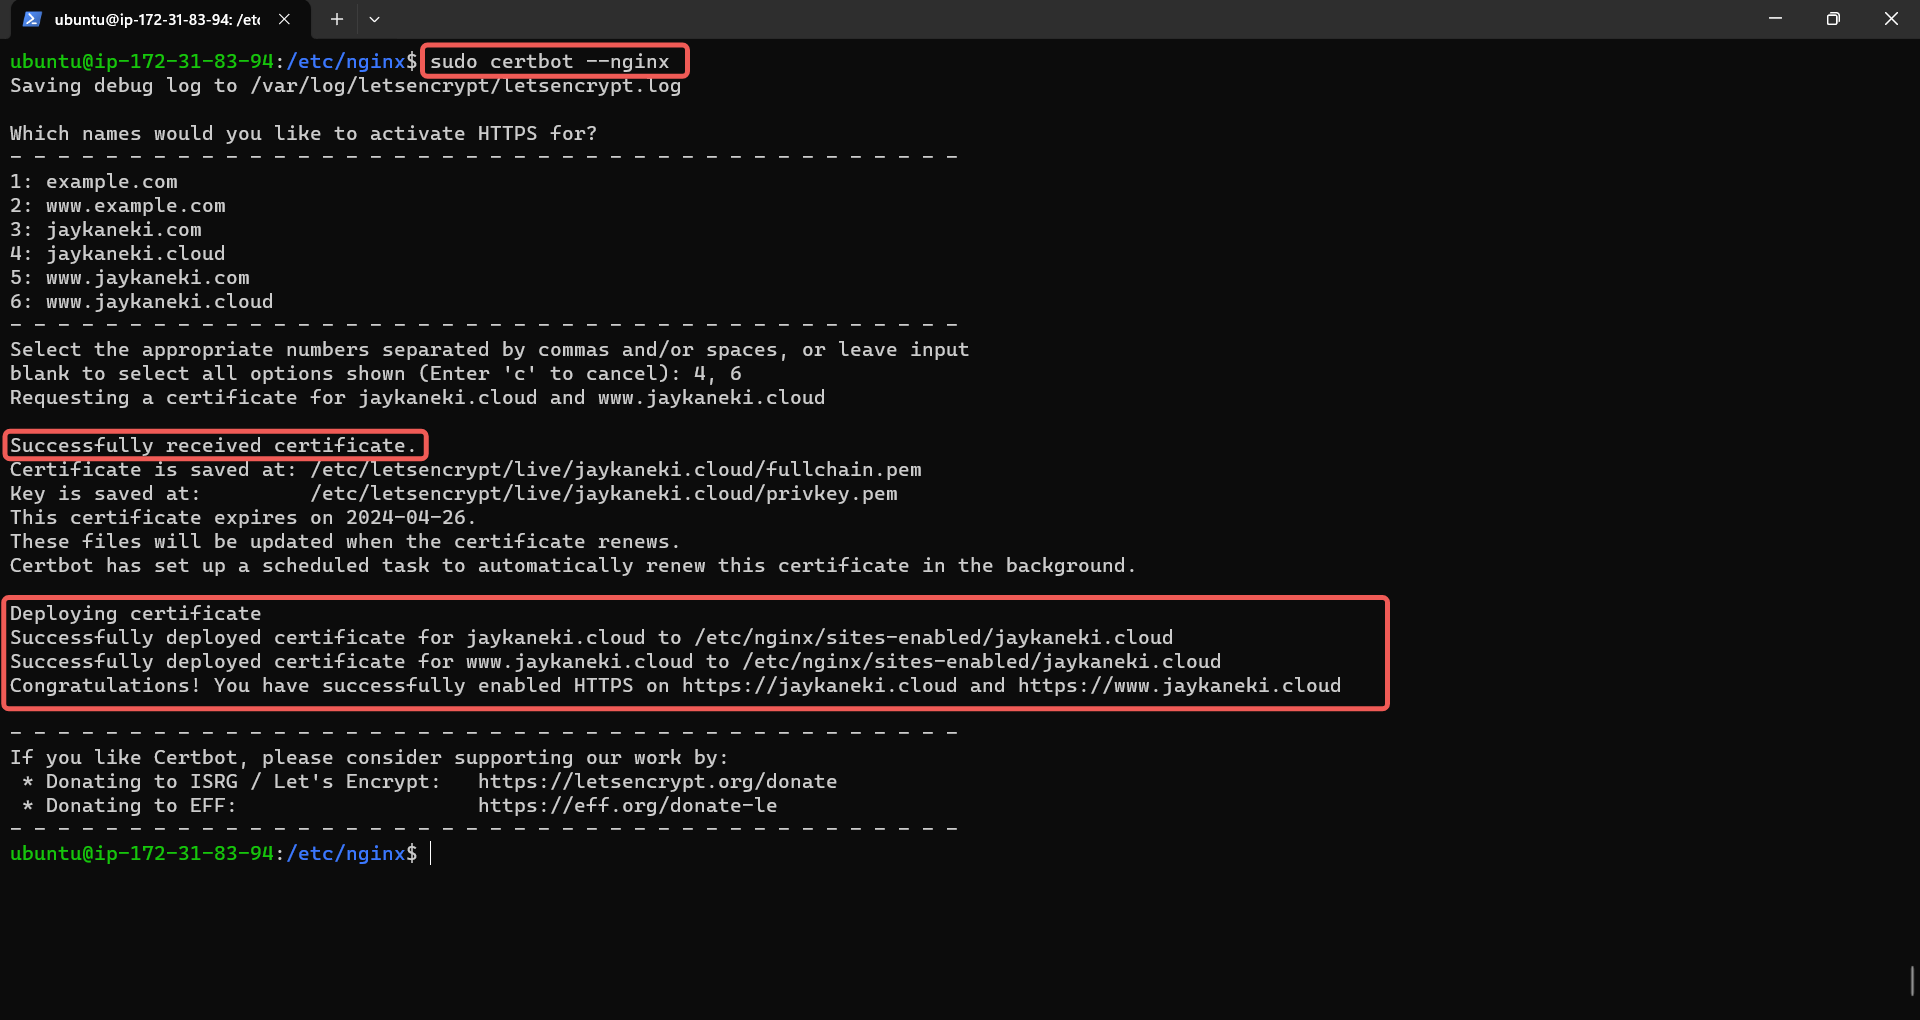 ubuntu@ip-172-31-83-94: /etc
ubuntu@ip-172-31-83-94:/etc/nginx$ sudo certbot --nginx
Saving debug log to /var/log/letsencrypt/letsencrypt.log
Which names would you like to activate HTTPS for?
- - - - - - - - - - - - - - - - - - - - - - - - - - - - - - - - - - - - - - - -
1: example.com
2: www.example.com
3: jaykaneki.com
4: jaykaneki.cloud
5: www.jaykaneki.com
6: www.jaykaneki.cloud
- - - - - - - - - - - - - - - - - - - - - - - - - - - - - - - - - - - - - - - -
Select the appropriate numbers separated by commas and/or spaces, or leave input
blank to select all options shown (Enter 'c' to cancel): 4, 6
Requesting a certificate for jaykaneki.cloud and www.jaykaneki.cloud
Successfully received certificate.
Certificate is saved at: /etc/letsencrypt/live/jaykaneki.cloud/fullchain.pem
Key is saved at:         /etc/letsencrypt/live/jaykaneki.cloud/privkey.pem
This certificate expires on 2024-04-26.
These files will be updated when the certificate renews.
Certbot has set up a scheduled task to automatically renew this certificate in the background.
Deploying certificate
Successfully deployed certificate for jaykaneki.cloud to /etc/nginx/sites-enabled/jaykaneki.cloud
Successfully deployed certificate for www.jaykaneki.cloud to /etc/nginx/sites-enabled/jaykaneki.cloud
Congratulations! You have successfully enabled HTTPS on https://jaykaneki.cloud and https://www.jaykaneki.cloud
- - - - - - - - - - - - - - - - - - - - - - - - - - - - - - - - - - - - - - - -
If you like Certbot, please consider supporting our work by:
 * Donating to ISRG / Let's Encrypt:   https://letsencrypt.org/donate
 * Donating to EFF:                    https://eff.org/donate-le
- - - - - - - - - - - - - - - - - - - - - - - - - - - - - - - - - - - - - - - -
ubuntu@ip-172-31-83-94:/etc/nginx$